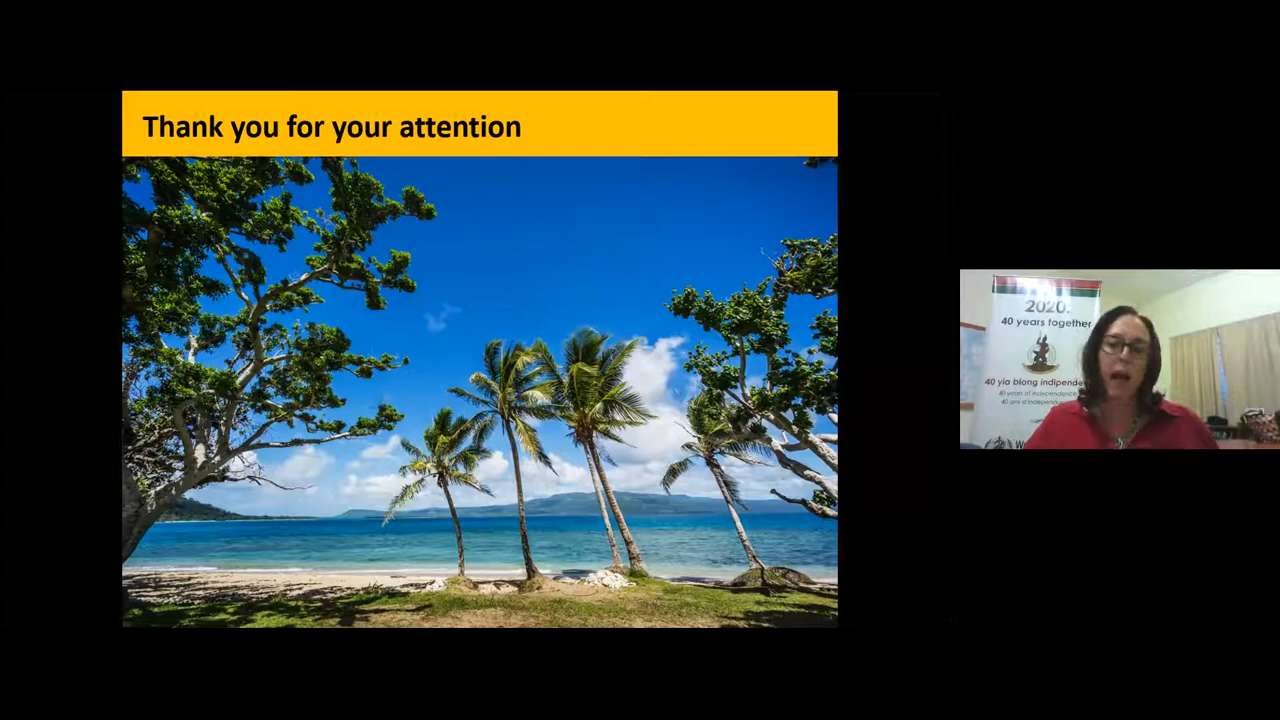 Thank you for your attention
2020:
40 years together
40 yia blong indipende
40 years of independence
40 ans d'indépendance